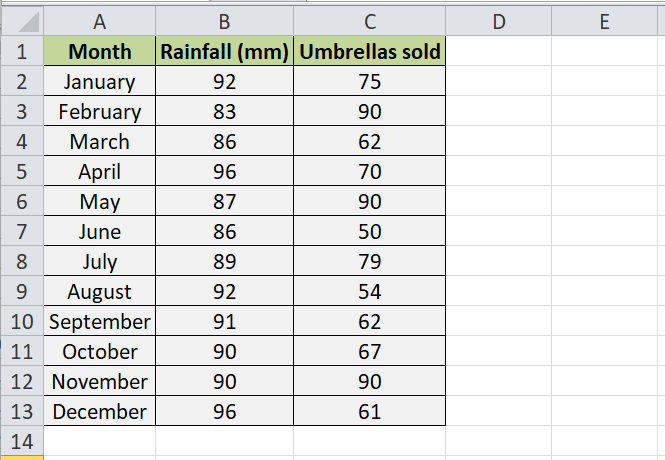 A B C D E
1 Month Rainfall (mm) Umbrellas sold
2 January 92 75
3 February 83 90
4 March 86 62
5 April 96 70
6 May 87 90
7 June 86 50
8 July 89 79
9 August 92 54
10 September 91 62
11 October 90 67
12 November 90 90
13 December 96 61
14